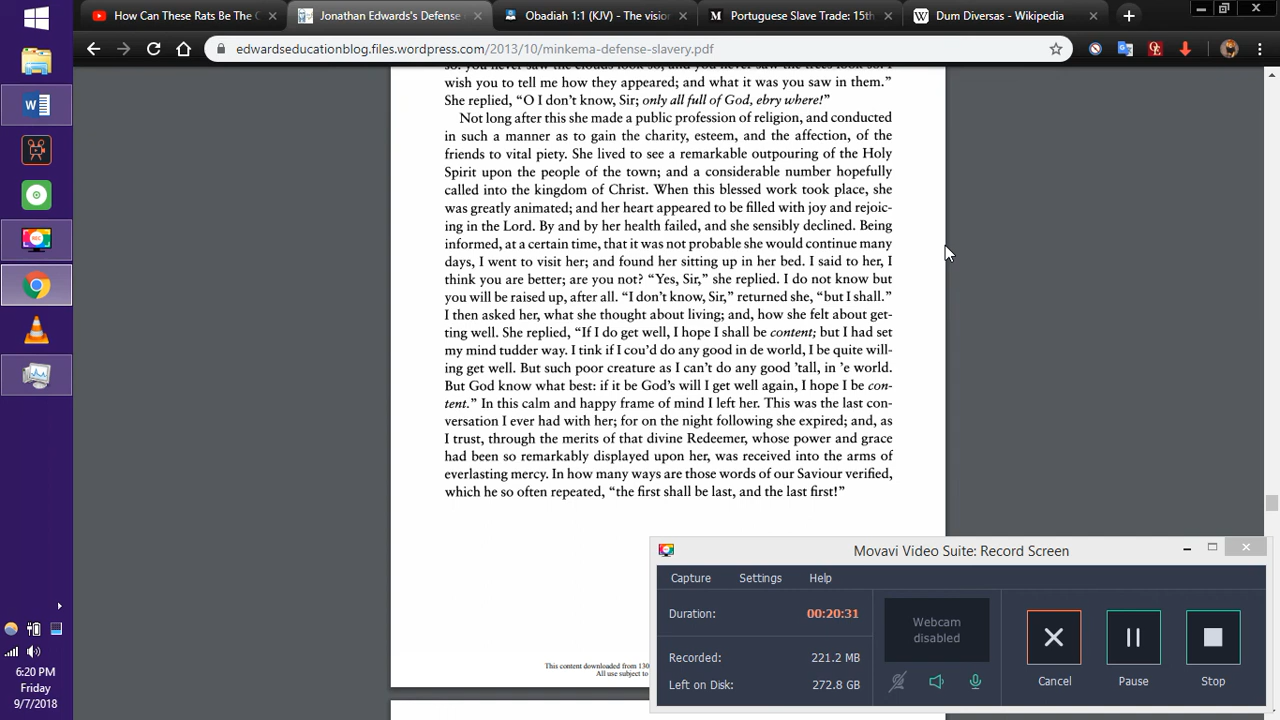 How Can These Rats Be The C
Jonathan Edwards's Defense
Obadiah 1:1 (KJV) - The vision
Portuguese Slave Trade: 15th
Dum Diversas - Wikipedia
edwardseducationblog.files.wordpress.com/2013/10/minkema-defense-slavery.pdf
so: you never saw the clouds look so, and you never saw the trees look so. I
wish you to tell me how they appeared; and what it was you saw in them.”
She replied, “O I don’t know, Sir; only all full of God, ebry where!”
Not long after this she made a public profession of religion, and conducted
in such a manner as to gain the charity, esteem, and the affection, of the
friends to vital piety. She lived to see a remarkable outpouring of the Holy
Spirit upon the people of the town; and a considerable number hopefully
called into the kingdom of Christ. When this blessed work took place, she
was greatly animated; and her heart appeared to be filled with joy and rejoic-
ing in the Lord. By and by her health failed, and she sensibly declined. Being
informed, at a certain time, that it was not probable she would continue many
days, I went to visit her; and found her sitting up in her bed. I said to her, I
think you are better; are you not? “Yes, Sir,” she replied. I do not know but
you will be raised up, after all. “I don’t know, Sir,” returned she, “but I shall.”
I then asked her, what she thought about living; and, how she felt about get-
ting well. She replied, “If I do get well, I hope I shall be content; but I had set
my mind tudder way. I tink if I cou’d do any good in de world, I be quite will-
ing get well. But such poor creature as I can’t do any good ’tall, in ’e world.
But God know what best: if it be God’s will I get well again, I hope I be con-
tent.” In this calm and happy frame of mind I left her. This was the last con-
versation I ever had with her; for on the night following she expired; and, as
I trust, through the merits of that divine Redeemer, whose power and grace
had been so remarkably displayed upon her, was received into the arms of
everlasting mercy. In how many ways are those words of our Saviour verified,
which he so often repeated, “the first shall be last, and the last first!”
This content downloaded from 130
All use subject to
Movavi Video Suite: Record Screen
Capture Settings Help
Duration: 00:20:31
Recorded: 221.2 MB
Left on Disk: 272.8 GB
Webcam
disabled
Cancel Pause Stop
REC
6:20 PM
Friday
9/7/2018